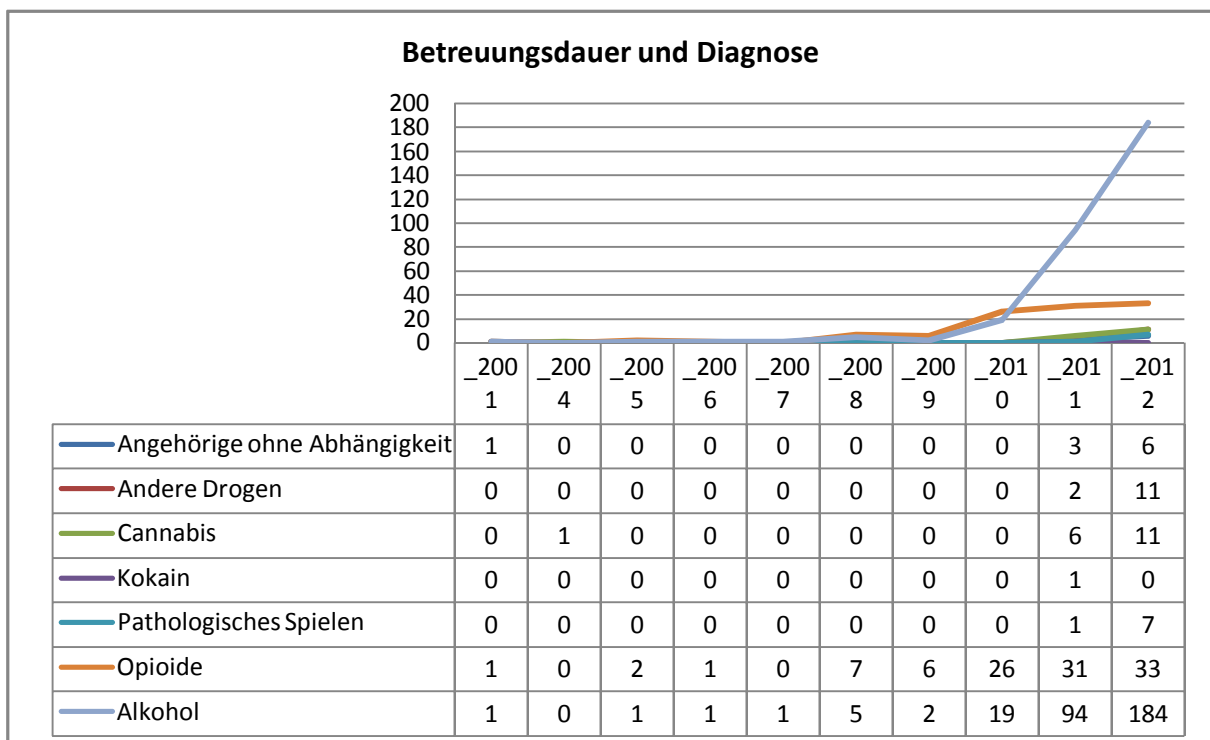 Betreuungsdauer und Diagnose
200
180
160
140
120
100
80
60
40
20
0
_200 _200 _200 _200 _200 _200 _200 _201 _201 _201
1 4 5 6 7 8 9 0 1 2
Angehörige ohne Abhängigkeit 1 0 0 0 0 0 0 0 3 6
Andere Drogen 0 0 0 0 0 0 0 0 2 11
Cannabis 0 1 0 0 0 0 0 0 6 11
Kokain 0 0 0 0 0 0 0 0 1 0
Pathologisches Spielen 0 0 0 0 0 0 0 0 1 7
Opioide 1 0 2 1 0 7 6 26 31 33
Alkohol 1 0 1 1 1 5 2 19 94 184